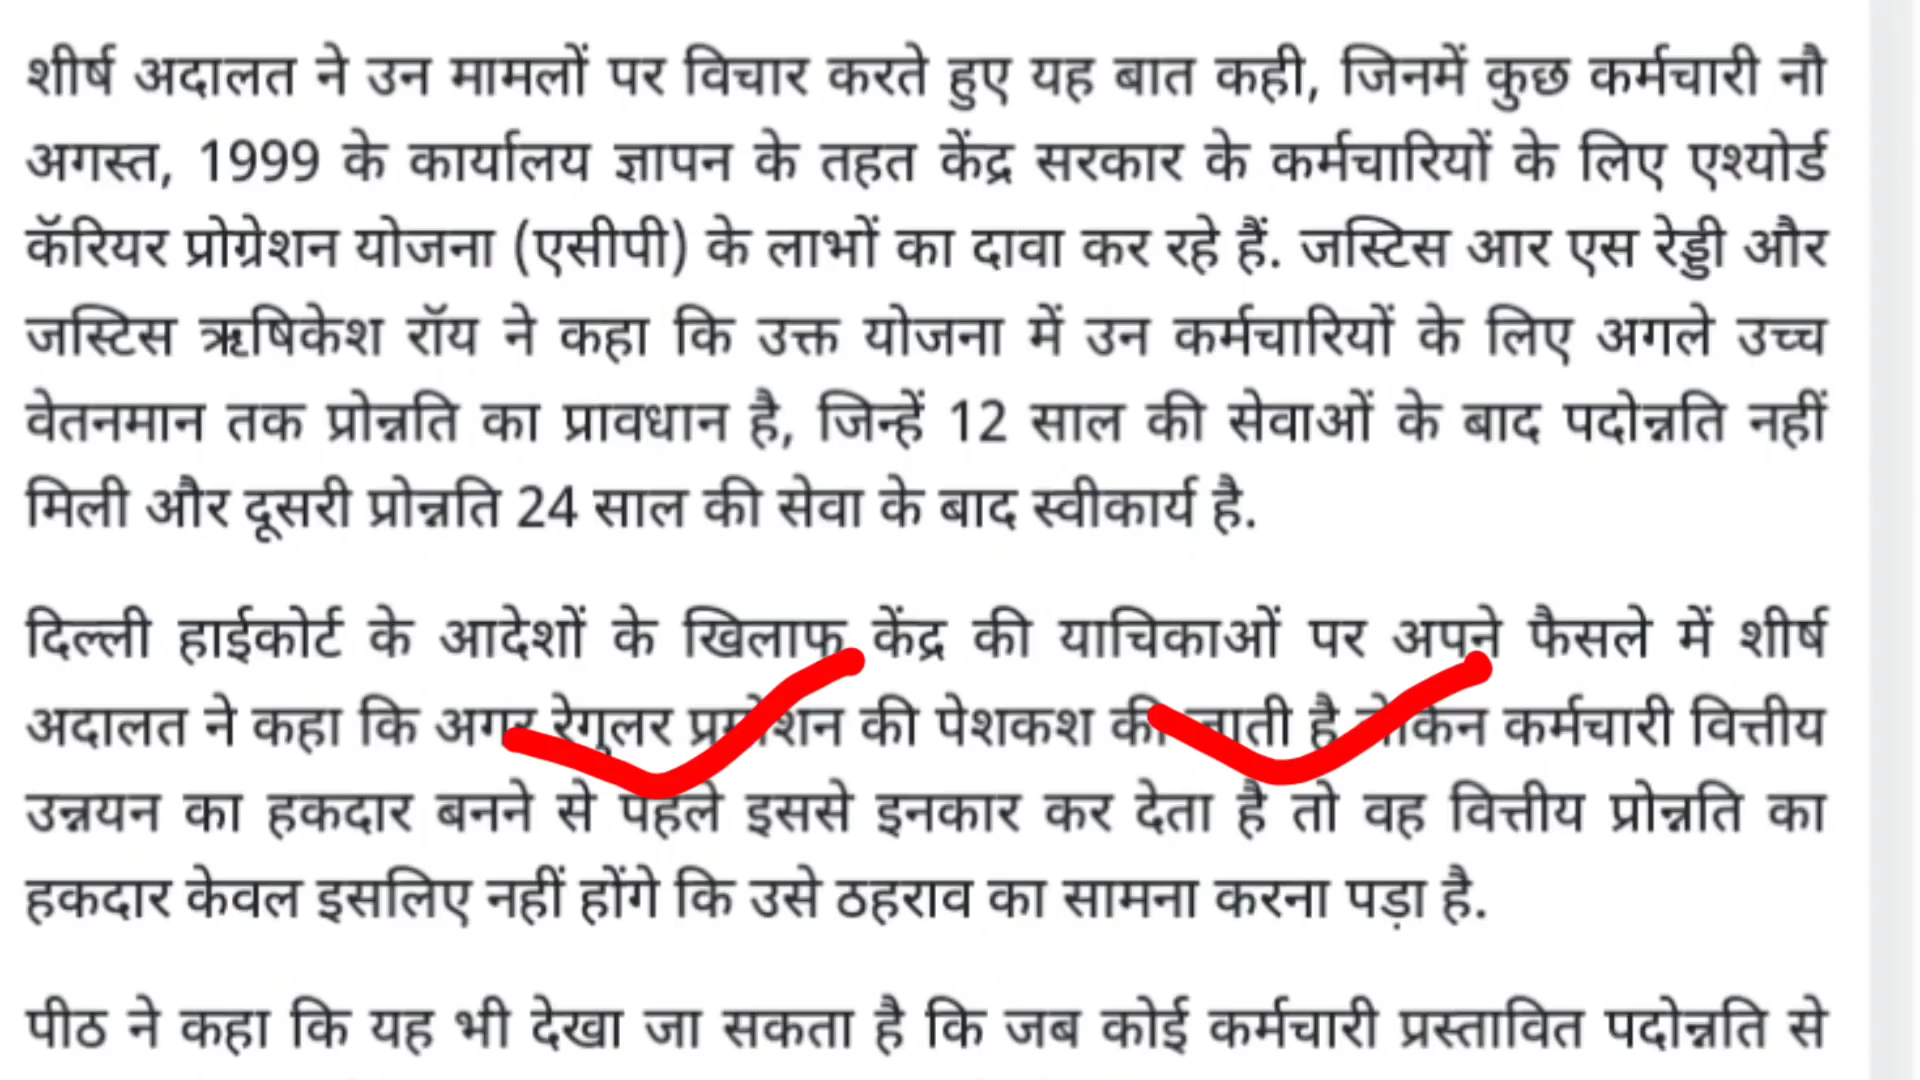 शीर्ष अदालत ने उन मामलों पर विचार करते हुए यह बात कही, जिनमें कुछ कर्मचारी नौ
अगस्त, 1999 के कार्यालय ज्ञापन के तहत केंद्र सरकार के कर्मचारियों के लिए एश्योर्ड
कॅरियर प्रोग्रेशन योजना (एसीपी) के लाभों का दावा कर रहे हैं. जस्टिस आर एस रेड्डी और
जस्टिस ऋषिकेश रॉय ने कहा कि उक्त योजना में उन कर्मचारियों के लिए अगले उच्च
वेतनमान तक प्रोन्नति का प्रावधान है, जिन्हें 12 साल की सेवाओं के बाद पदोन्नति नहीं
मिली और दूसरी प्रोन्नति 24 साल की सेवा के बाद स्वीकार्य है.
दिल्ली हाईकोर्ट के आदेशों के खिलाफ केंद्र की याचिकाओं पर अपने फैसले में शीर्ष
अदालत ने कहा कि अगर रेगुलर प्रमोशन की पेशकश की जाती है लेकिन कर्मचारी वित्तीय
उन्नयन का हकदार बनने से पहले इससे इनकार कर देता है तो वह वित्तीय प्रोन्नति का
हकदार केवल इसलिए नहीं होंगे कि उसे ठहराव का सामना करना पड़ा है.
पीठ ने कहा कि यह भी देखा जा सकता है कि जब कोई कर्मचारी प्रस्तावित पदोन्नति से